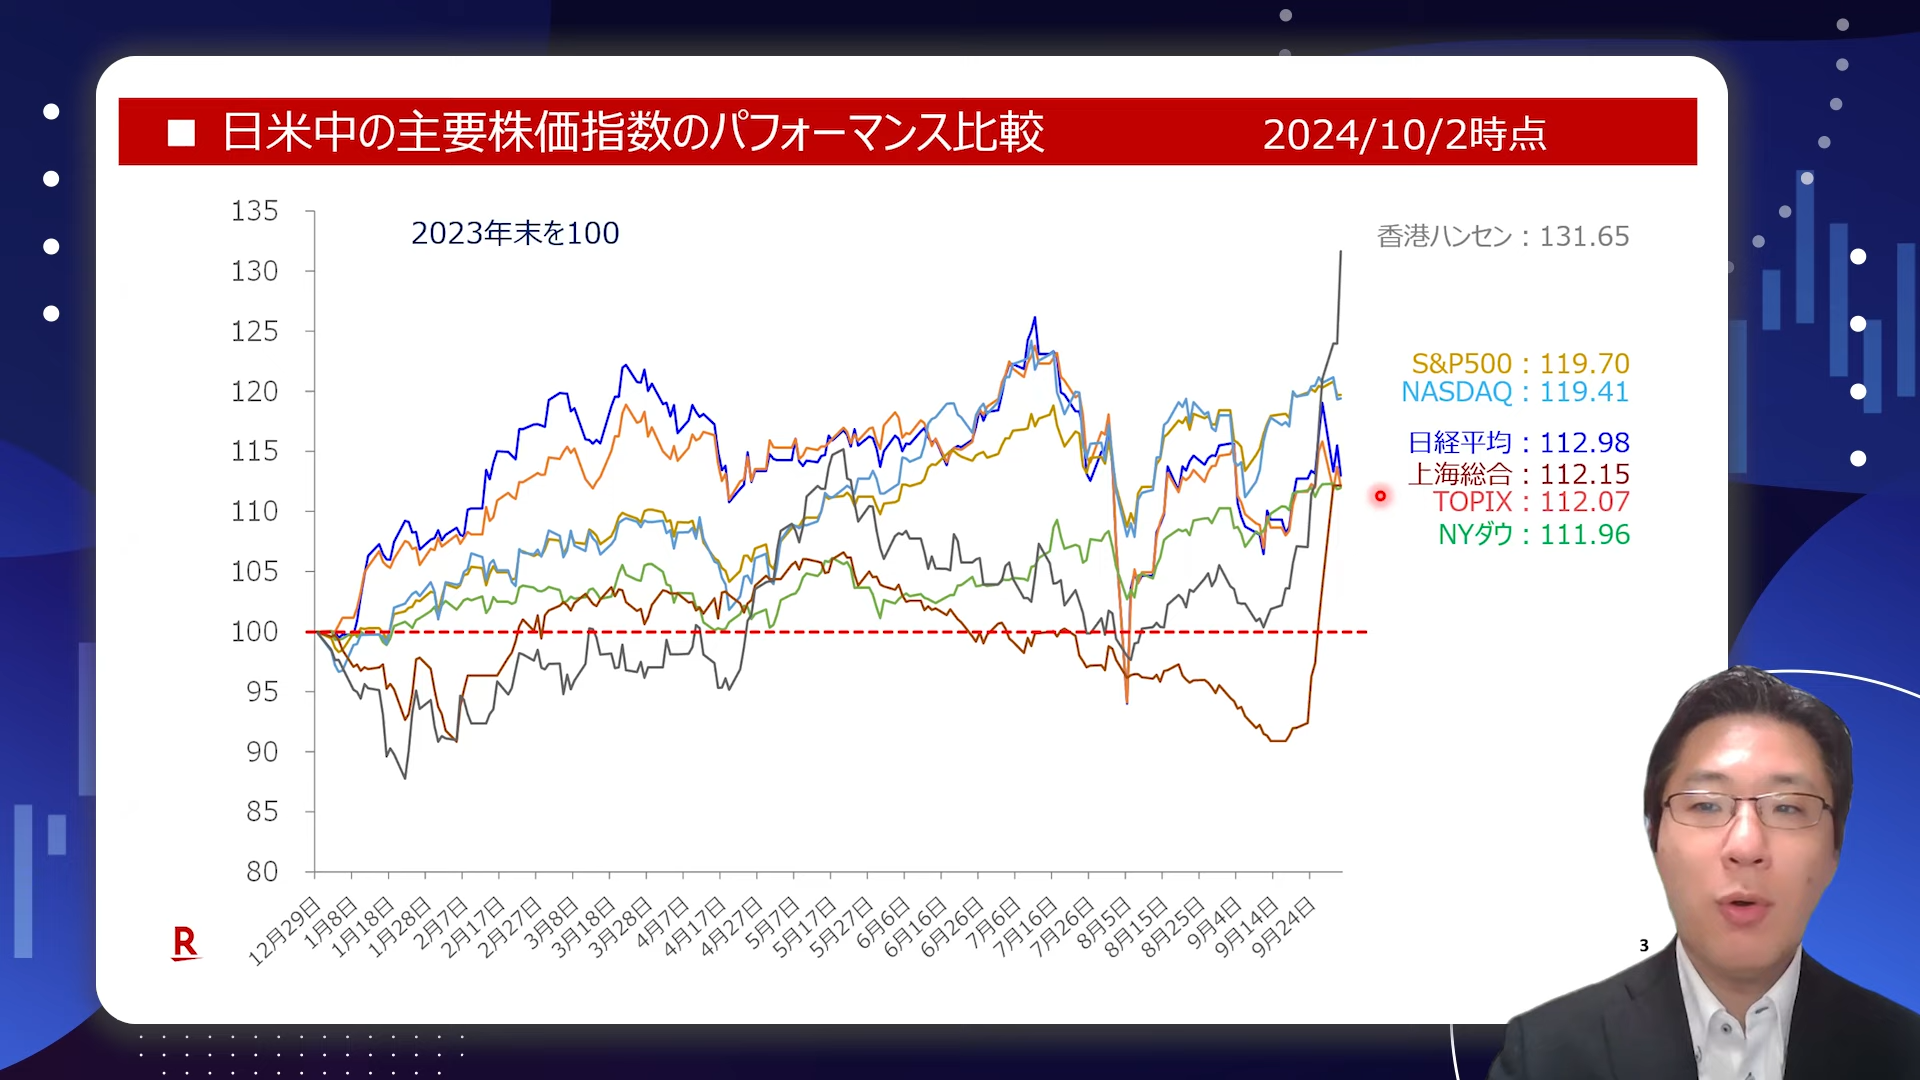 ■ 日米中の主要株価指数のパフォーマンス比較 2024/10/2時点
2023年末を100
135
130
125
120
115
110
105
100
95
90
85
80
香港ハンセン：131.65
S&P500：119.70
NASDAQ：119.41
日経平均：112.98
上海総合：112.15
TOPIX：112.07
NYダウ：111.96
12月29日
1月8日
1月18日
1月28日
2月7日
2月17日
2月27日
3月8日
3月18日
3月28日
4月7日
4月17日
4月27日
5月7日
5月17日
5月27日
6月6日
6月16日
6月26日
7月6日
7月16日
7月26日
8月5日
8月15日
8月25日
9月4日
9月14日
9月24日
R
3